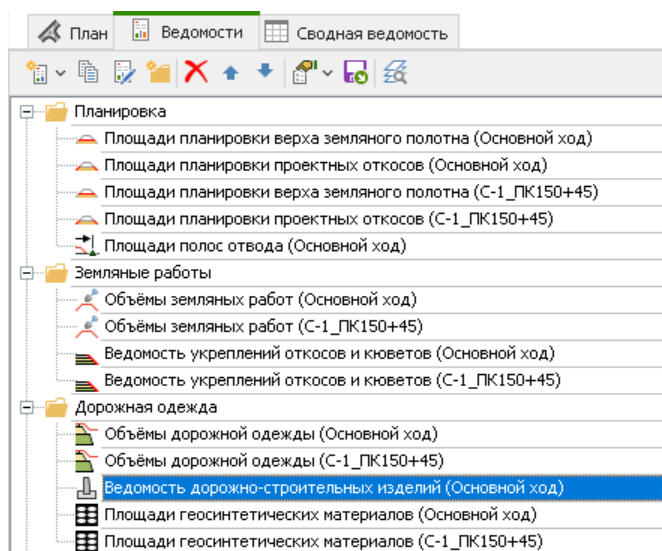 План Ведомости Сводная ведомость
Планировка
Площади планировки верха земляного полотна (Основной ход)
Площади планировки проектных откосов (Основной ход)
Площади планировки верха земляного полотна (С-1_ПК150+45)
Площади планировки проектных откосов (С-1_ПК150+45)
Площади полос отвода (Основной ход)
Земляные работы
Объёмы земляных работ (Основной ход)
Объёмы земляных работ (С-1_ПК150+45)
Ведомость укреплений откосов и кюветов (Основной ход)
Ведомость укреплений откосов и кюветов (С-1_ПК150+45)
Дорожная одежда
Объёмы дорожной одежды (Основной ход)
Объёмы дорожной одежды (С-1_ПК150+45)
Ведомость дорожно-строительных изделий (Основной ход)
Площади геосинтетических материалов (Основной ход)
Площади геосинтетических материалов (С-1_ПК150+45)